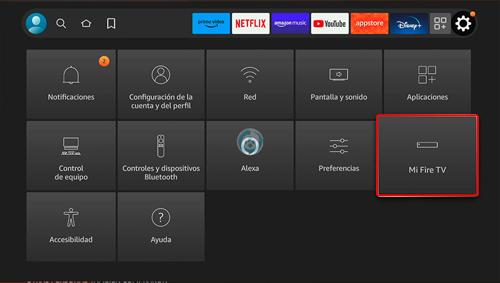 prime video
NETFLIX
amazon music
YouTube
appstore
Disney+
2
Notificaciones
Configuración de la
cuenta y del perfil
Red
Pantalla y sonido
Aplicaciones
Control
de equipo
Controles y dispositivos
Bluetooth
Alexa
Preferencias
Mi Fire TV
Accesibilidad
?
Ayuda